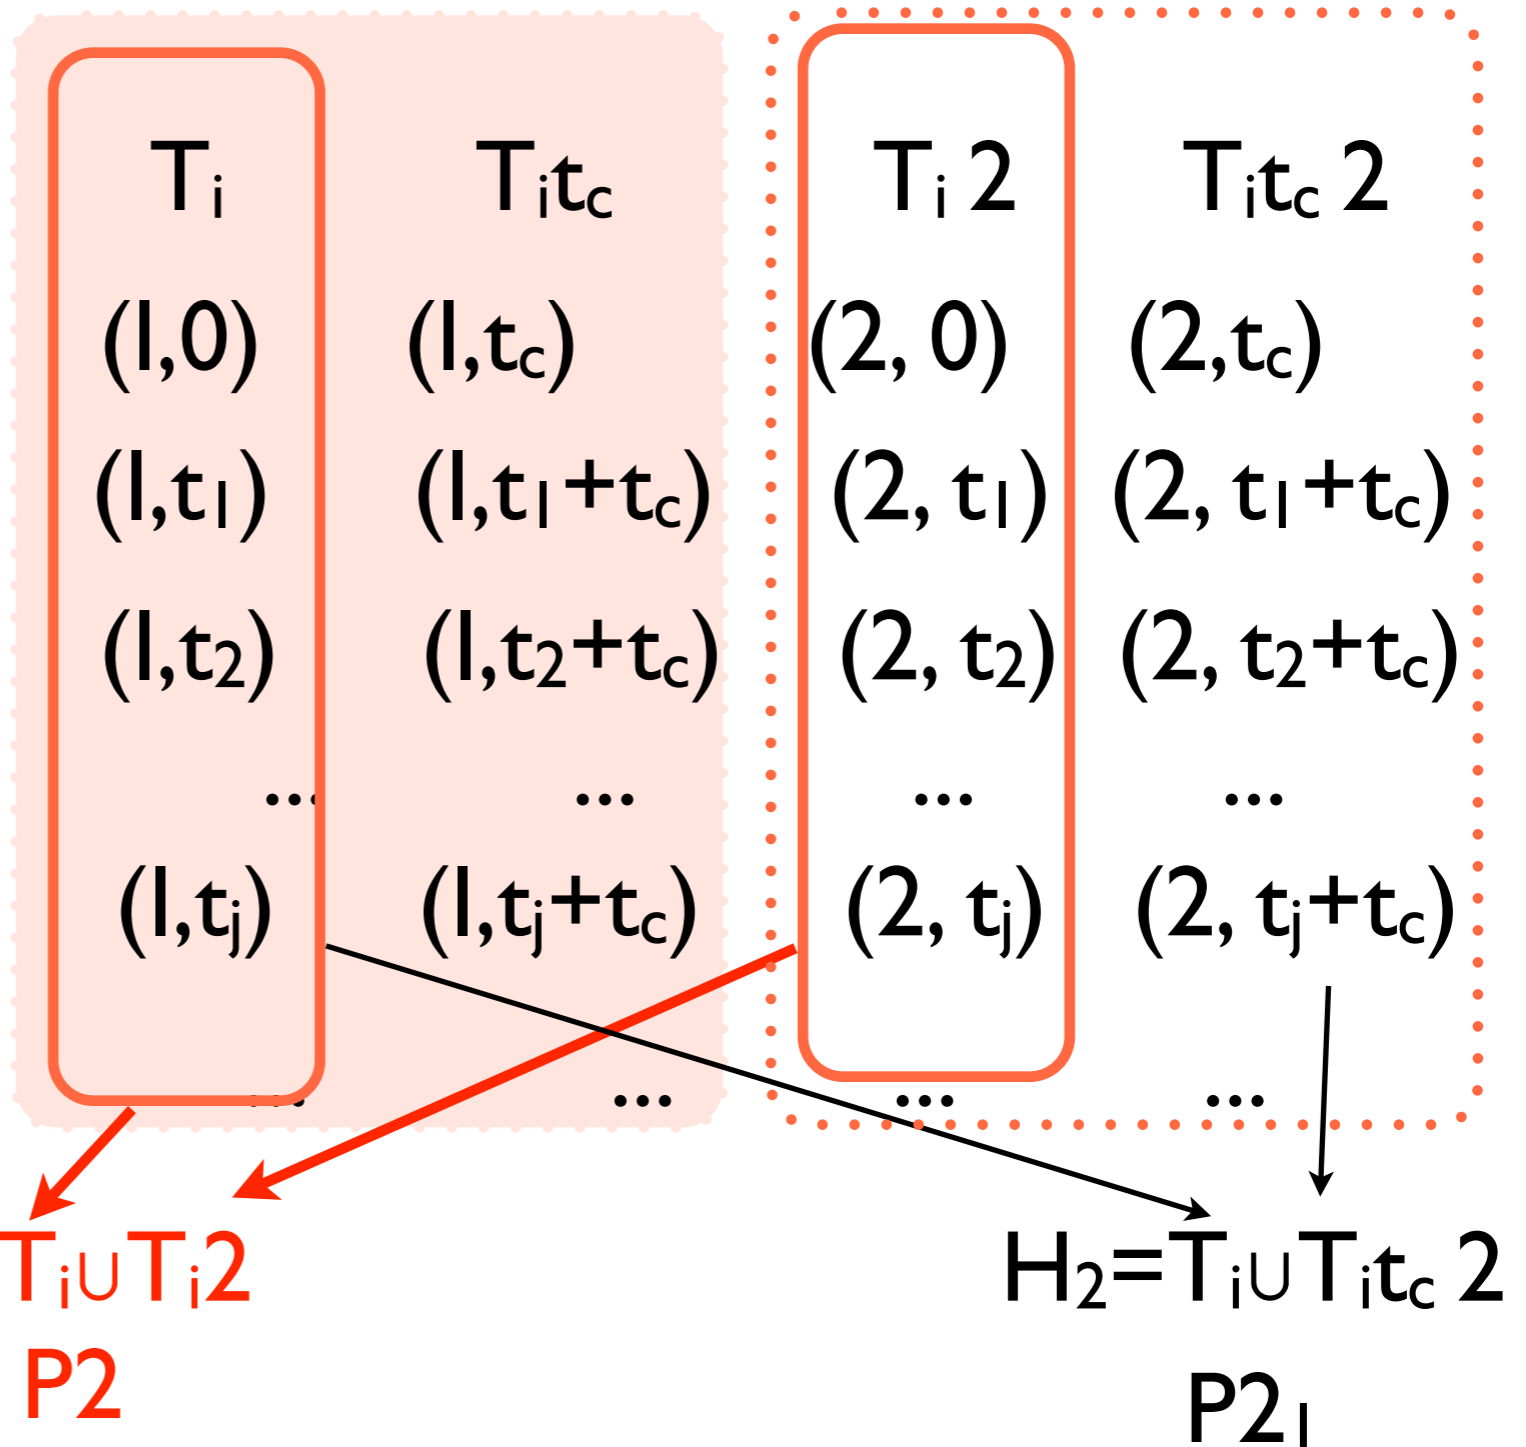 Tᵢ Tᵢt꜀ Tᵢ 2 Tᵢt꜀ 2
(1,0) (1,t꜀) (2, 0) (2,t꜀)
(1,t₁) (1,t₁+t꜀) (2, t₁) (2, t₁+t꜀)
(1,t₂) (1,t₂+t꜀) (2, t₂) (2, t₂+t꜀)
... ... ... ...
(1,tⱼ) (1,tⱼ+t꜀) (2, tⱼ) (2, tⱼ+t꜀)
... ... ... ...
Tᵢ∪Tᵢ2 H₂=Tᵢ∪Tᵢt꜀ 2
P2 P2₁